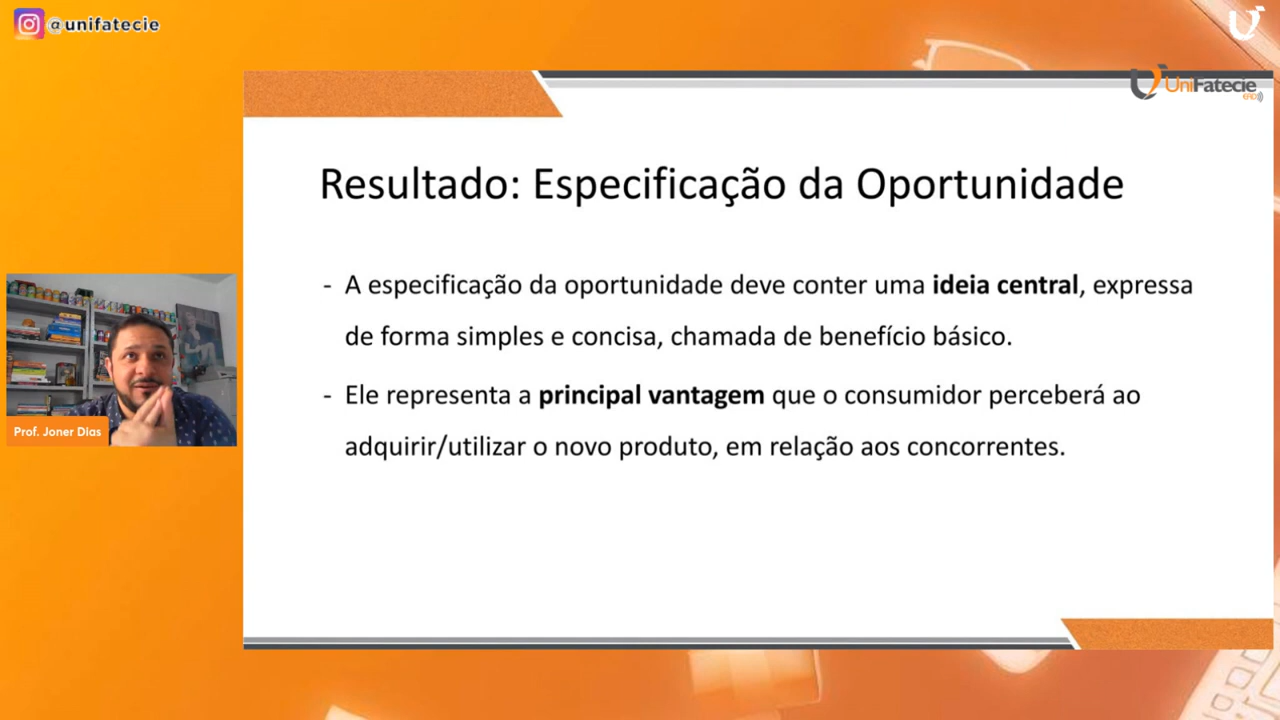 @unifatecie
UniFatecie
EAD
Resultado: Especificação da Oportunidade
- A especificação da oportunidade deve conter uma ideia central, expressa
de forma simples e concisa, chamada de benefício básico.
- Ele representa a principal vantagem que o consumidor perceberá ao
adquirir/utilizar o novo produto, em relação aos concorrentes.
Prof. Joner Dias